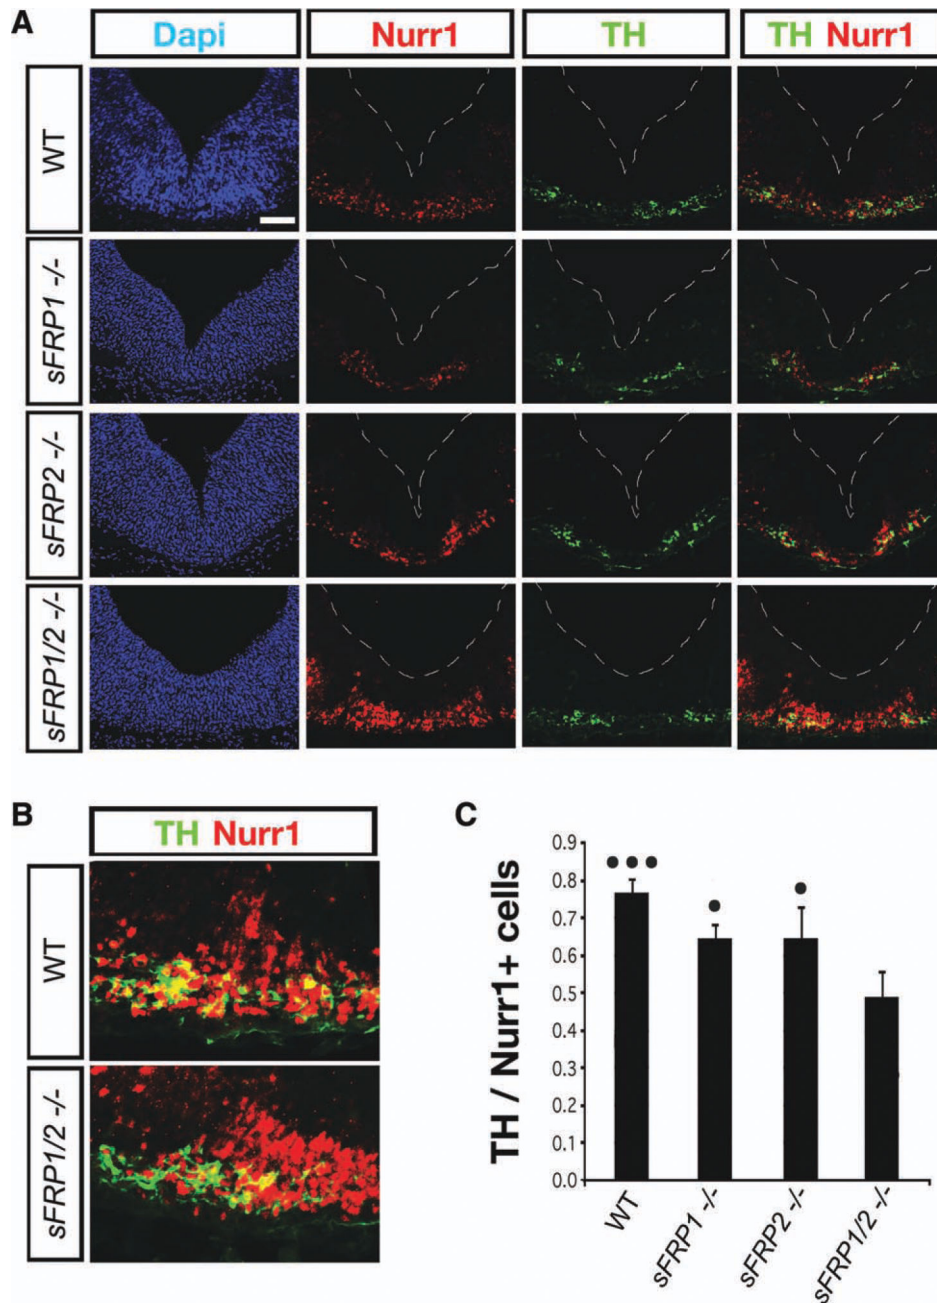 A
Dapi Nurr1 TH TH Nurr1
WT
sFRP1 -/-
sFRP2 -/-
sFRP1/2 -/-
B
TH Nurr1
WT
sFRP1/2 -/-
C
TH / Nurr1+ cells
0.9
0.8
0.7
0.6
0.5
0.4
0.3
0.2
0.1
0.0
WT
sFRP1 -/-
sFRP2 -/-
sFRP1/2 -/-